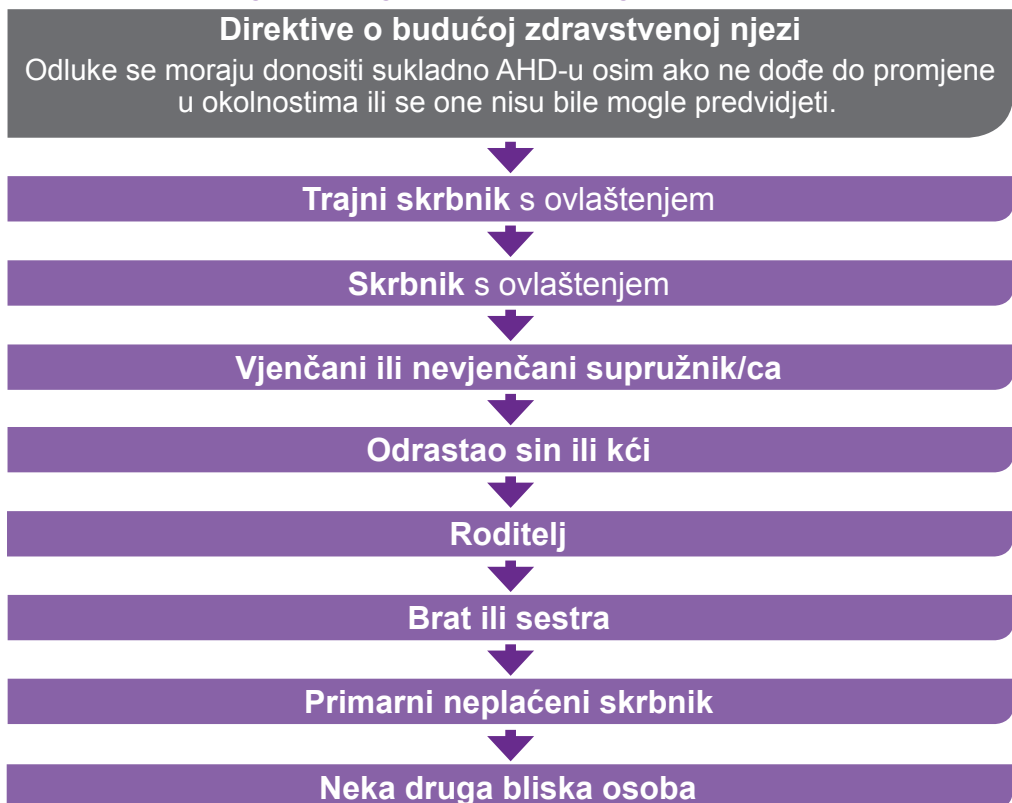 Direktive o budućoj zdravstvenoj njezi
Odluke se moraju donositi sukladno AHD-u osim ako ne dođe do promjene
u okolnostima ili se one nisu bile mogle predvidjeti.
Trajni skrbnik s ovlaštenjem
Skrbnik s ovlaštenjem
Vjenčani ili nevjenčani supružnik/ca
Odrastao sin ili kći
Roditelj
Brat ili sestra
Primarni neplaćeni skrbnik
Neka druga bliska osoba